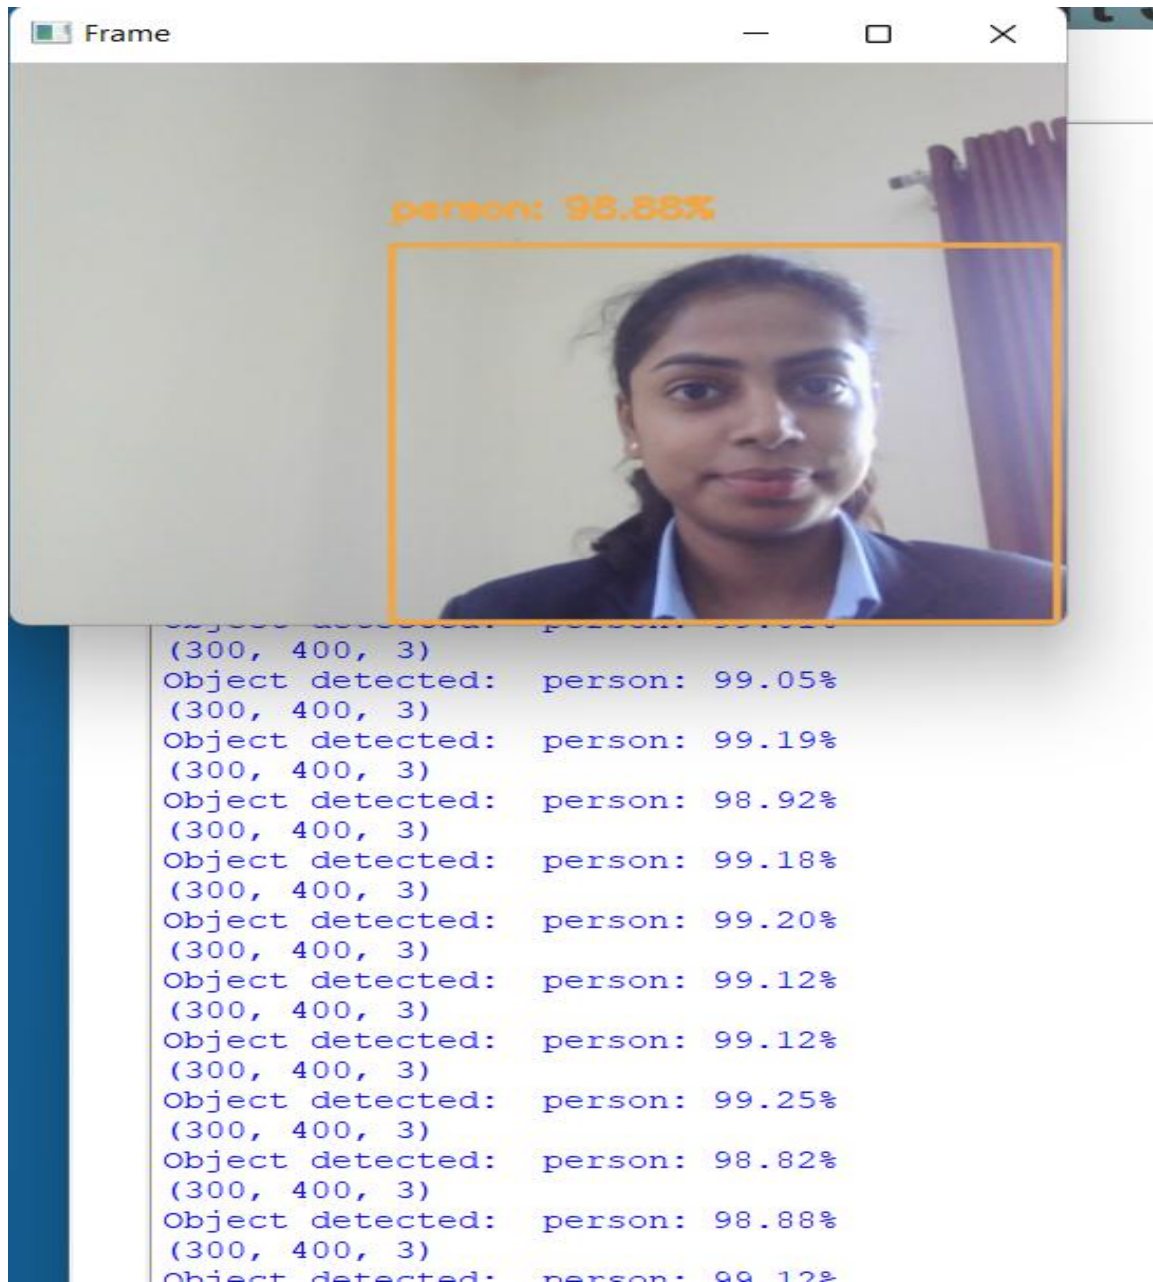 Frame
person: 98.88%
(300, 400, 3)
Object detected:  person: 99.05%
(300, 400, 3)
Object detected:  person: 99.19%
(300, 400, 3)
Object detected:  person: 98.92%
(300, 400, 3)
Object detected:  person: 99.18%
(300, 400, 3)
Object detected:  person: 99.20%
(300, 400, 3)
Object detected:  person: 99.12%
(300, 400, 3)
Object detected:  person: 99.12%
(300, 400, 3)
Object detected:  person: 99.25%
(300, 400, 3)
Object detected:  person: 98.82%
(300, 400, 3)
Object detected:  person: 98.88%
(300, 400, 3)
Object detected:  person: 99.12%